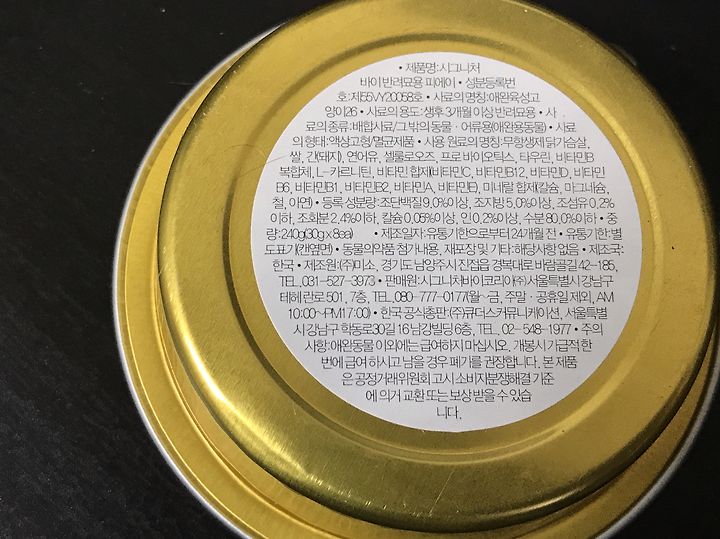 • 제품명:시그니처
바이 반려묘용 피에이 • 성분등록번
호:제55VY20058호 • 사료의 명칭:애완육성고
양이26 • 사료의 용도:생후 3개월 이상 반려묘용 • 사
료의 종류:배합사료/그 밖의 동물·어류용(애완용동물) • 사료
의 형태:액상고형/멸균제품 • 사용 원료의 명칭:무항생제 닭가슴살,
쌀, 간(돼지), 연어유, 셀룰로오즈, 프로바이오틱스, 타우린, 비타민B
복합제, L-카르니틴, 비타민 합제(비타민C, 비타민B12, 비타민D, 비타민
B6, 비타민B1, 비타민B2, 비타민A, 비타민E), 미네랄 합제(칼슘, 마그네슘,
철, 아연) • 등록성분량:조단백질 9.0%이상, 조지방 5.0%이상, 조섬유 0.2%
이하, 조회분 2.4%이하, 칼슘 0.05%이상, 인 0.2%이상, 수분 80.0%이하 • 중
량:240g(30g x 8ea) • 제조일자:유통기한으로부터 24개월 전 • 유통기한:별
도표기(캔옆면) • 동물의약품 첨가내용, 재포장 및 기타:해당사항 없음 • 제조국:
한국 • 제조원:(주)미소, 경기도 남양주시 진접읍 경복대로 바람골길 42-185,
TEL.031-527-3973 • 판매원:시그니처바이코리아(주)서울특별시 강남구
테헤란로 501, 7층, TEL.080-777-0177(월~금, 주말·공휴일 제외, AM
10:00~PM17:00) • 한국 공식총판:(주)큐더스커뮤니케이션, 서울특별
시 강남구 학동로30길 16 남강빌딩 6층, TEL. 02-548-1977 • 주의
사항:애완동물 이외에는 급여하지 마십시오. 개봉시 가급적 한
번에 급여 하시고 남을 경우 폐기를 권장합니다. 본 제품
은 공정거래위원회 고시 소비자분쟁해결 기준
에 의거 교환 또는 보상 받을 수 있습
니다.